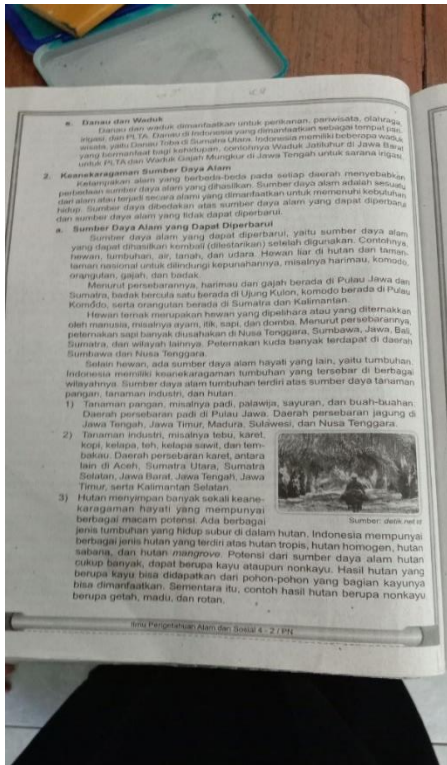 e. Danau dan Waduk
Danau dan waduk dimanfaatkan untuk perikanan, pariwisata, olahraga,
irigasi, dan PLTA. Danau di Indonesia yang dimanfaatkan sebagai tempat pari-
wisata, yaitu Danau Toba di Sumatra Utara. Indonesia memiliki beberapa waduk
yang bermanfaat bagi kehidupan, contohnya Waduk Jatiluhur di Jawa Barat
untuk PLTA dan Waduk Gajah Mungkur di Jawa Tengah untuk sarana irigasi.
2. Keanekaragaman Sumber Daya Alam
Kenampakan alam yang berbeda-beda pada setiap daerah menyebabkan
perbedaan sumber daya alam yang dihasilkan. Sumber daya alam adalah sesuatu
dari alam atau terjadi secara alami yang dimanfaatkan untuk memenuhi kebutuhan
hidup. Sumber daya dibedakan atas sumber daya alam yang dapat diperbarui
dan sumber daya alam yang tidak dapat diperbarui.
a. Sumber Daya Alam yang Dapat Diperbarui
Sumber daya alam yang dapat diperbarui, yaitu sumber daya alam
yang dapat dihasilkan kembali (dilestarikan) setelah digunakan. Contohnya,
hewan, tumbuhan, air, tanah, dan udara. Hewan liar di hutan dan taman-
taman nasional untuk dilindungi kepunahannya, misalnya harimau, komodo,
orangutan, gajah, dan badak.
Menurut persebarannya, harimau dan gajah berada di Pulau Jawa dan
Sumatra, badak bercula satu berada di Ujung Kulon, komodo berada di Pulau
Komodo, serta orangutan berada di Sumatra dan Kalimantan.
Hewan ternak merupakan hewan yang dipelihara atau yang diternakkan
oleh manusia, misalnya ayam, itik, sapi, dan domba. Menurut persebarannya,
peternakan sapi banyak diusahakan di Nusa Tenggara, Sumbawa, Jawa, Bali,
Sumatra, dan wilayah lainnya. Peternakan kuda banyak terdapat di daerah
Sumbawa dan Nusa Tenggara.
Selain hewan, ada sumber daya alam hayati yang lain, yaitu tumbuhan.
Indonesia memiliki keanekaragaman tumbuhan yang tersebar di berbagai
wilayahnya. Sumber daya alam tumbuhan terdiri atas sumber daya tanaman
pangan, tanaman industri, dan hutan.
1) Tanaman pangan, misalnya padi, palawija, sayuran, dan buah-buahan.
Daerah persebaran padi di Pulau Jawa. Daerah persebaran jagung di
Jawa Tengah, Jawa Timur, Madura, Sulawesi, dan Nusa Tenggara.
2) Tanaman industri, misalnya tebu, karet,
kopi, kelapa, teh, kelapa sawit, dan tem-
bakau. Daerah persebaran karet, antara
lain di Aceh, Sumatra Utara, Sumatra
Selatan, Jawa Barat, Jawa Tengah, Jawa
Timur, serta Kalimantan Selatan.
3) Hutan menyimpan banyak sekali keane-
karagaman hayati yang mempunyai
berbagai macam potensi. Ada berbagai
Sumber: detik.net.id
jenis tumbuhan yang hidup subur di dalam hutan. Indonesia mempunyai
berbagai jenis hutan yang terdiri atas hutan tropis, hutan homogen, hutan
sabana, dan hutan mangrove. Potensi dari sumber daya alam hutan
cukup banyak, dapat berupa kayu ataupun nonkayu. Hasil hutan yang
berupa kayu bisa didapatkan dari pohon-pohon yang bagian kayunya
bisa dimanfaatkan. Sementara itu, contoh hasil hutan berupa nonkayu
berupa getah, madu, dan rotan.
Ilmu Pengetahuan Alam dan Sosial 4 - 2 / PN